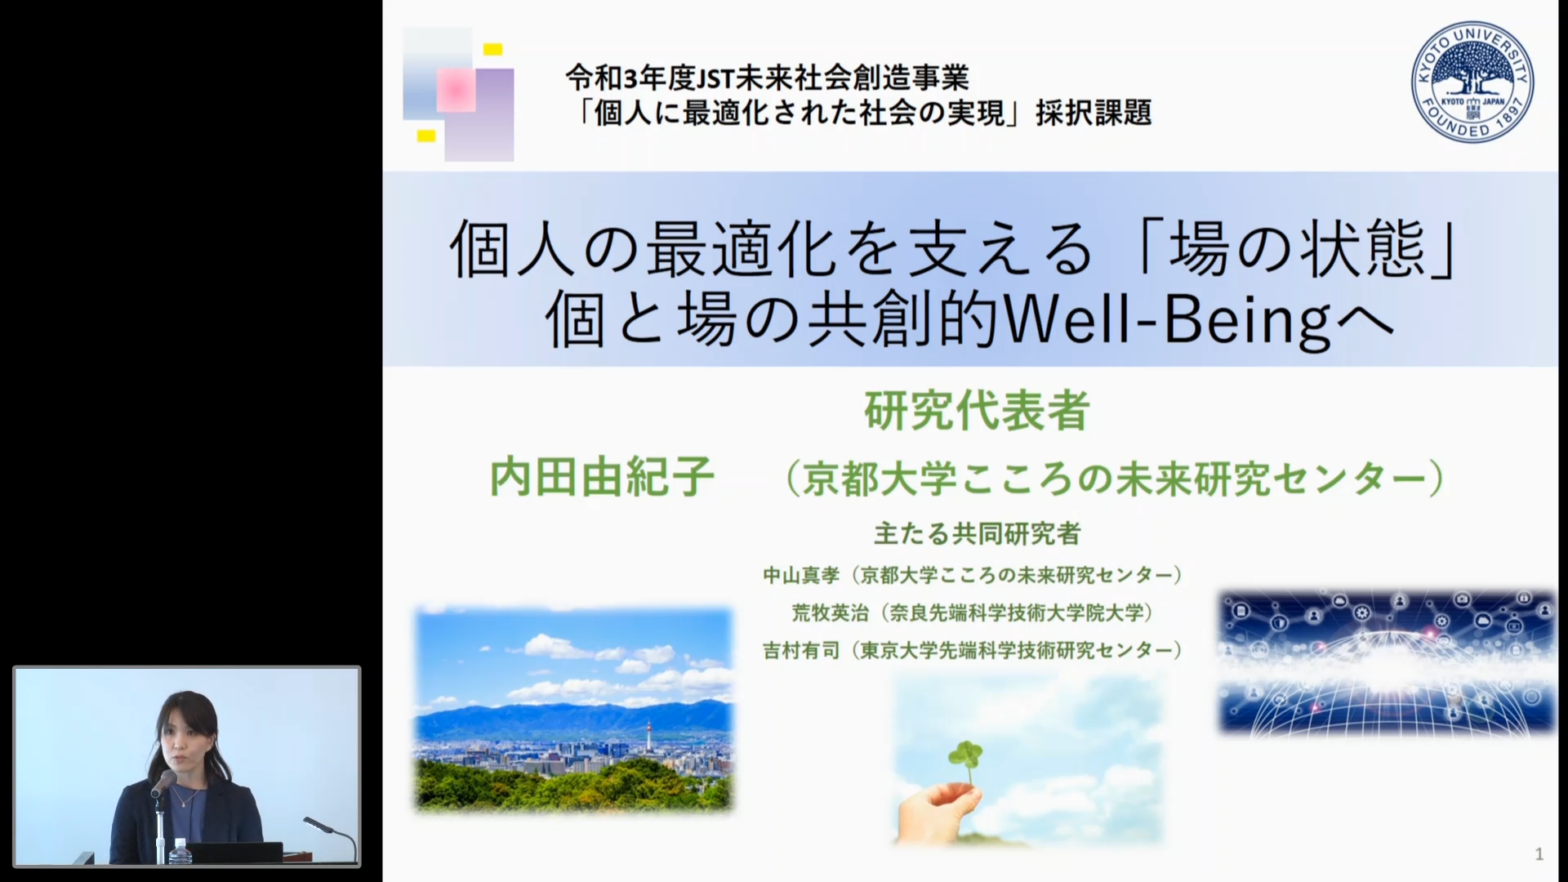 令和3年度JST未来社会創造事業
「個人に最適化された社会の実現」採択課題
KYOTO UNIVERSITY
KYOTO JAPAN
FOUNDED 1897
個人の最適化を支える「場の状態」
個と場の共創的Well-Beingへ
研究代表者
内田由紀子 （京都大学こころの未来研究センター）
主たる共同研究者
中山真孝（京都大学こころの未来研究センター）
荒牧英治（奈良先端科学技術大学院大学）
吉村有司（東京大学先端科学技術研究センター）
1